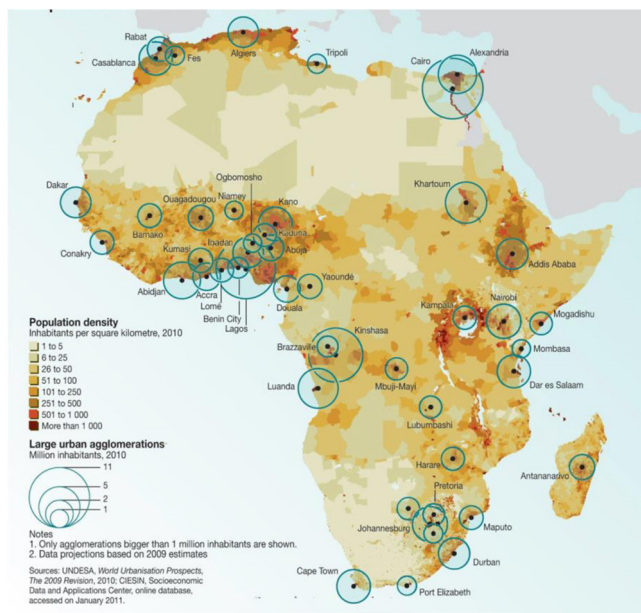 Rabat
Casablanca
Fes
Algiers
Tripoli
Cairo
Alexandria
Dakar
Conakry
Bamako
Ouagadougou
Niamey
Ogbomosho
Kano
Kaduna
Abuja
Kumasi
Ibadan
Abidjan
Accra
Lomé
Benin City
Lagos
Douala
Yaoundé
Khartoum
Addis Ababa
Kampala
Nairobi
Mogadishu
Mombasa
Dar es Salaam
Kinshasa
Brazzaville
Luanda
Mbuji-Mayi
Lubumbashi
Harare
Antananarivo
Pretoria
Johannesburg
Maputo
Durban
Cape Town
Port Elizabeth
Population density
Inhabitants per square kilometre, 2010
1 to 5
6 to 25
26 to 50
51 to 100
101 to 250
251 to 500
501 to 1 000
More than 1 000
Large urban agglomerations
Million inhabitants, 2010
11
5
2
1
Notes
1. Only agglomerations bigger than 1 million inhabitants are shown.
2. Data projections based on 2009 estimates
Sources: UNDESA, World Urbanisation Prospects,
The 2009 Revision, 2010; CIESIN, Socioeconomic
Data and Applications Center, online database,
accessed on January 2011.